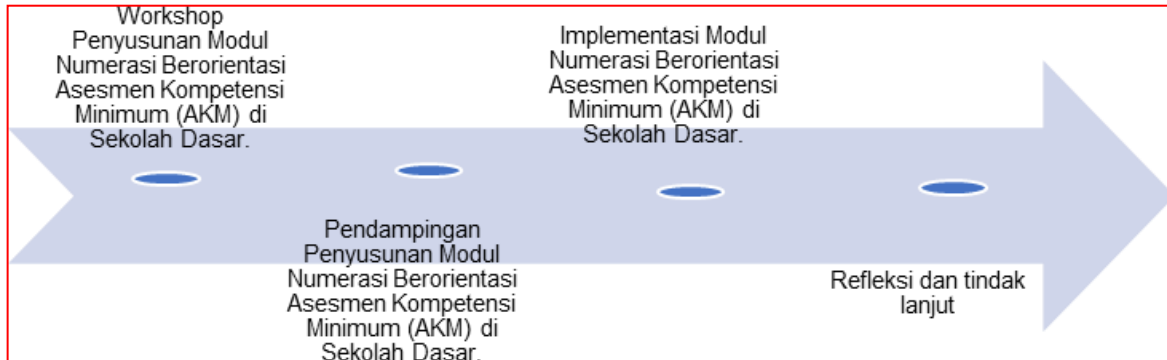 Workshop
Penyusunan Modul
Numerasi Berorientasi
Asesmen Kompetensi
Minimum (AKM) di
Sekolah Dasar.
Pendampingan
Penyusunan Modul
Numerasi Berorientasi
Asesmen Kompetensi
Minimum (AKM) di
Sekolah Dasar.
Implementasi Modul
Numerasi Berorientasi
Asesmen Kompetensi
Minimum (AKM) di
Sekolah Dasar.
Refleksi dan tindak
lanjut